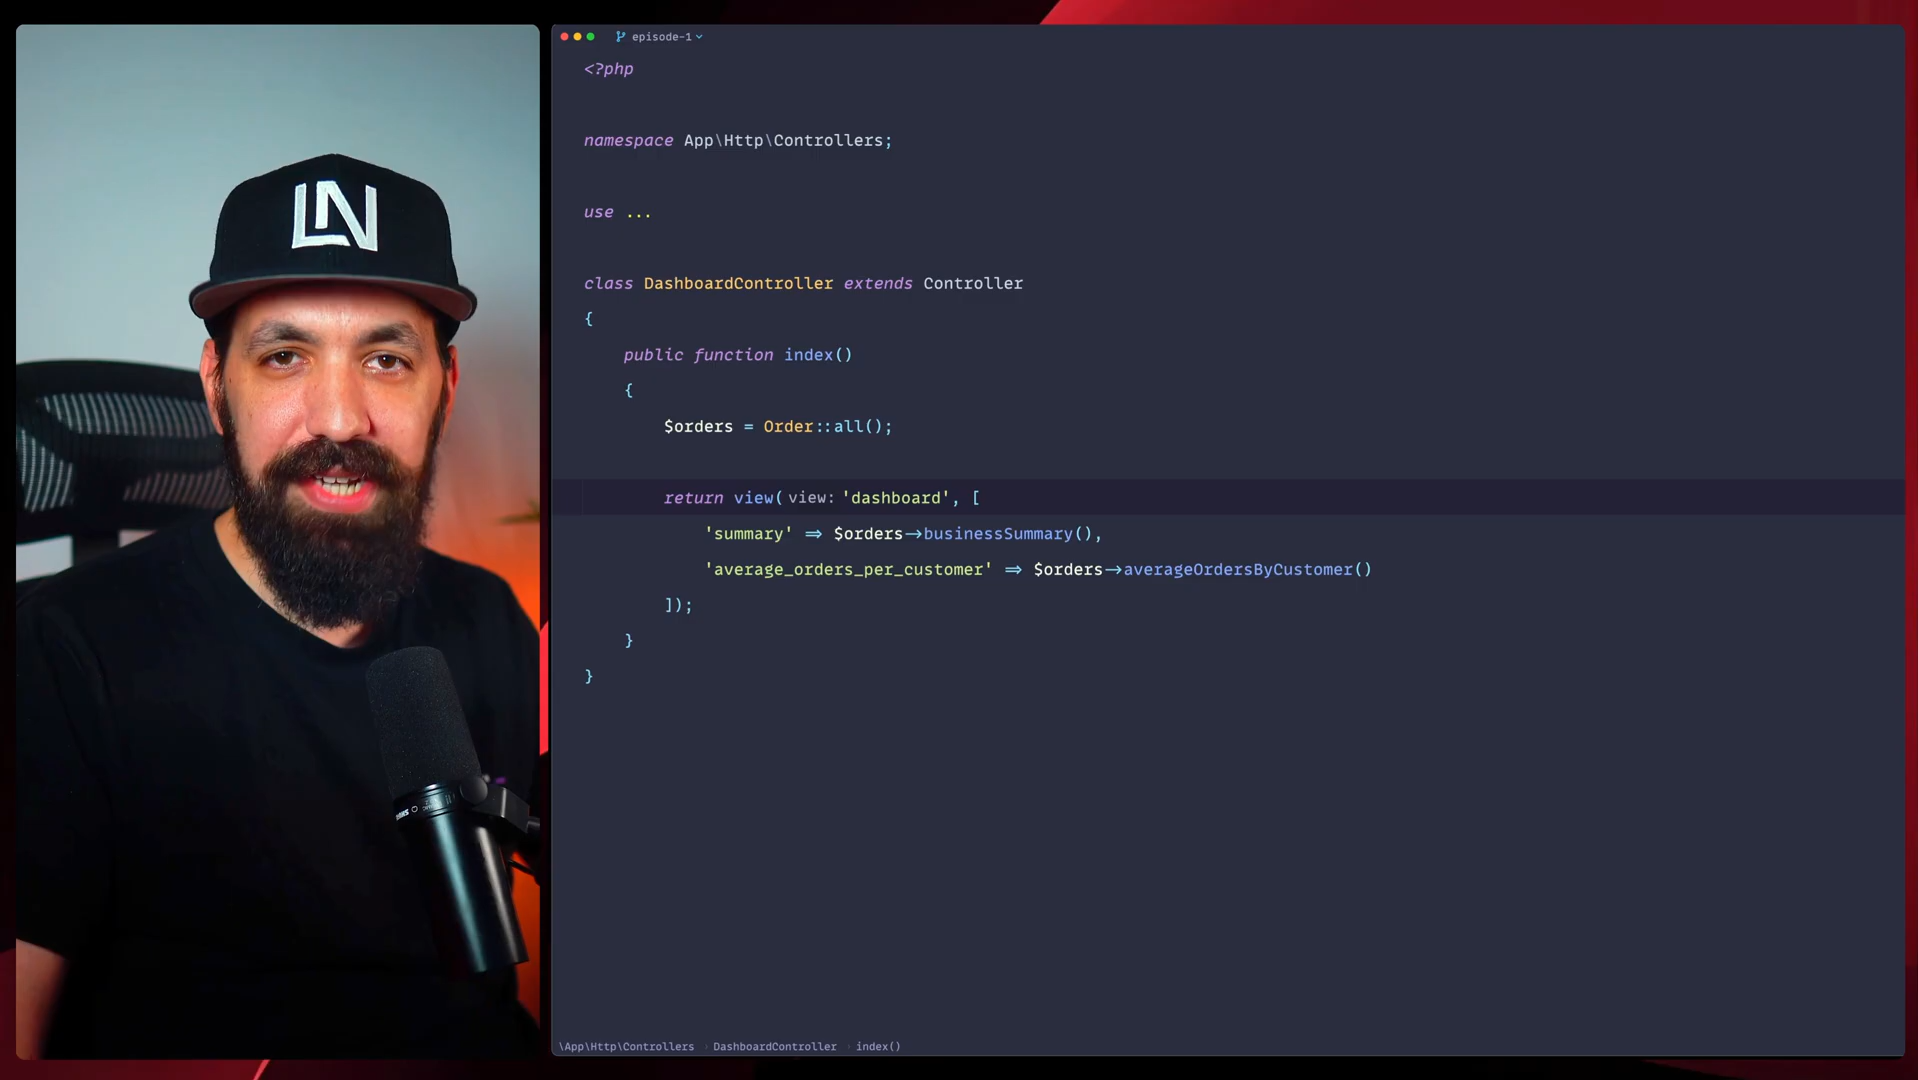 LN
episode-1
<?php
namespace App\Http\Controllers;
use ...
class DashboardController extends Controller
{
public function index()
{
$orders = Order::all();
return view( view: 'dashboard', [
'summary' => $orders->businessSummary(),
'average_orders_per_customer' => $orders->averageOrdersByCustomer()
]);
}
}
\App\Http\Controllers › DashboardController › index()